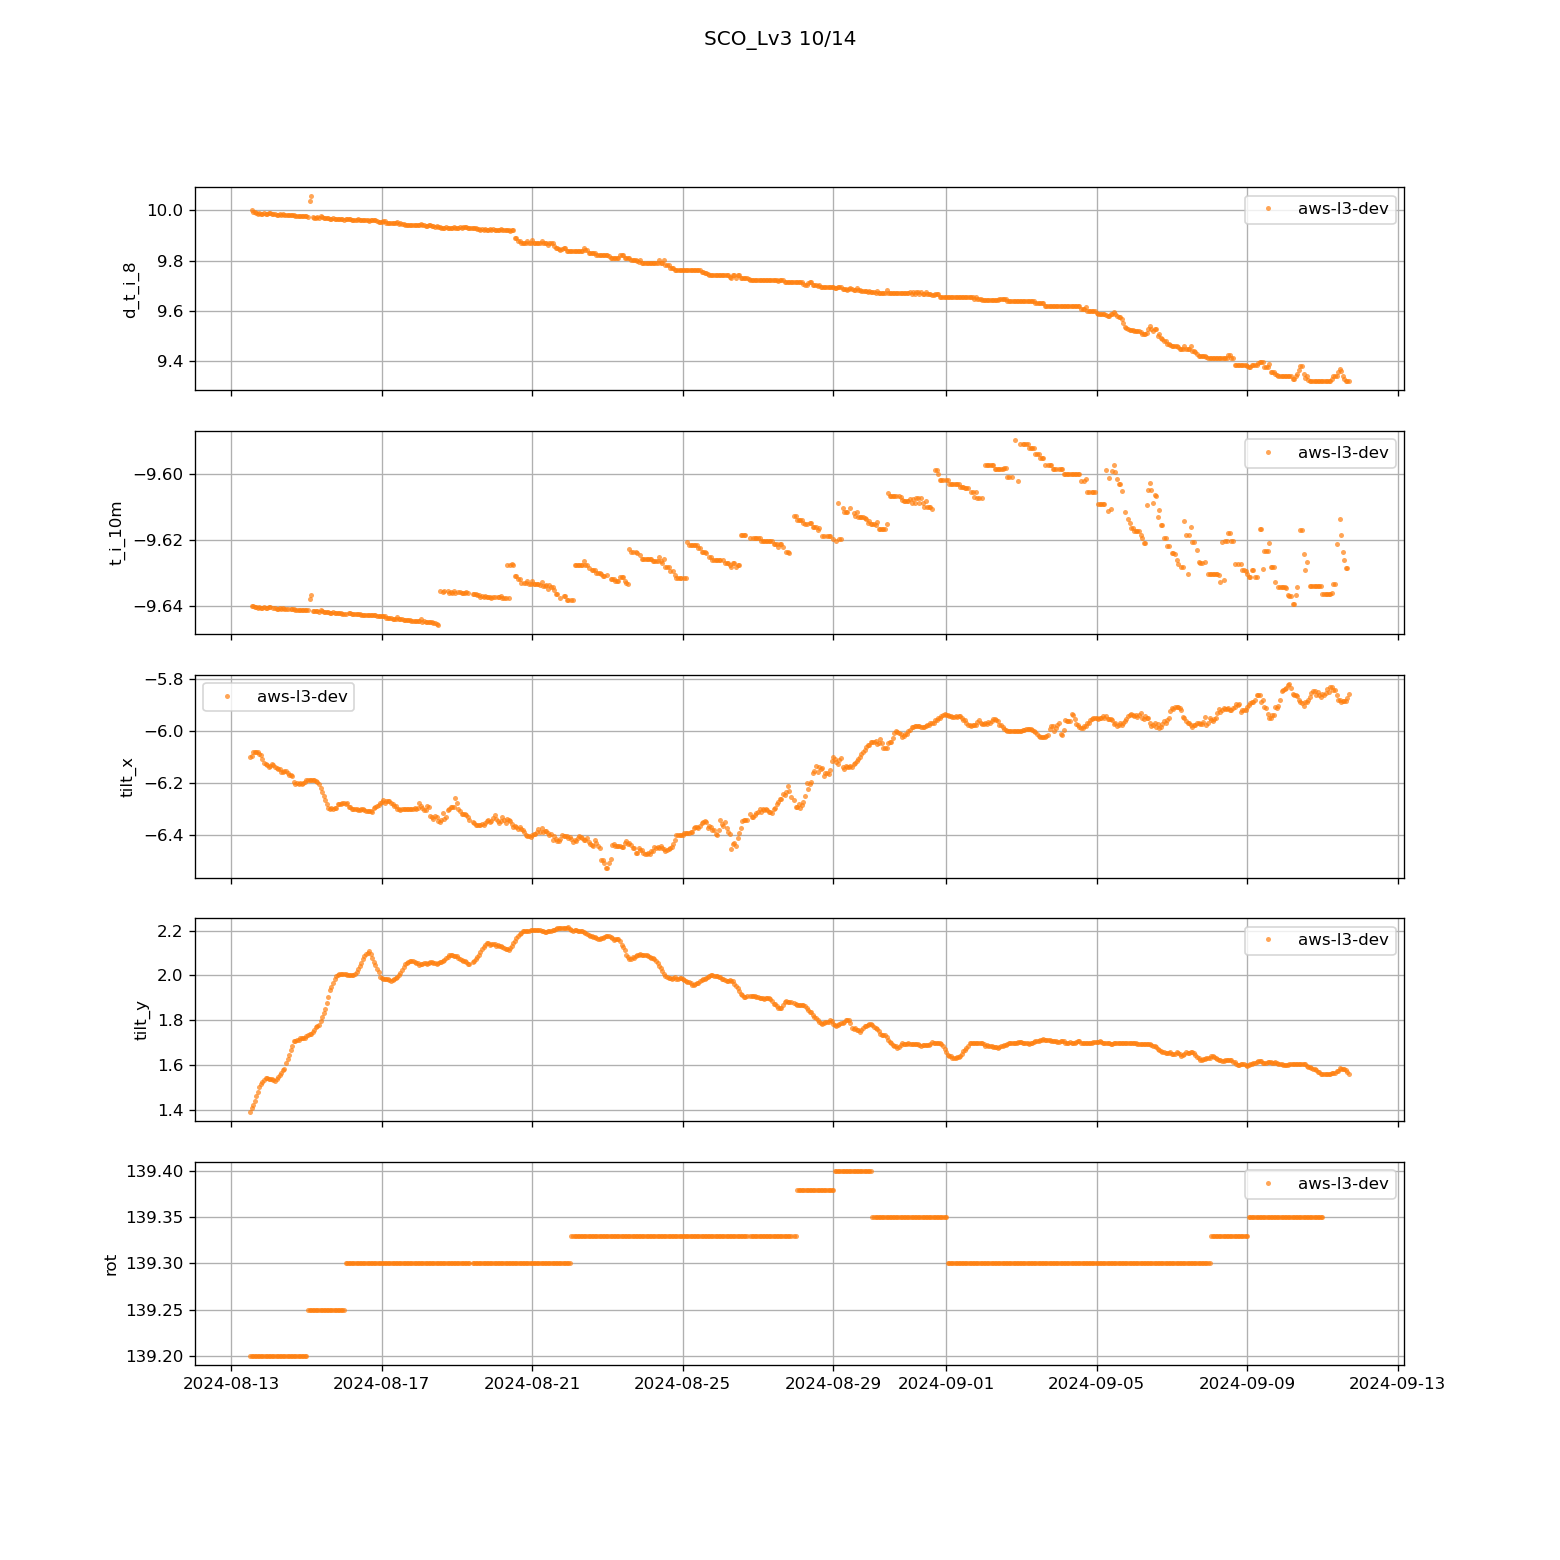 SCO_Lv3 10/14
10.0
9.8
9.6
9.4
d_t_i_8
aws-l3-dev
−9.60
−9.62
−9.64
t_i_10m
aws-l3-dev
−5.8
−6.0
−6.2
−6.4
tilt_x
aws-l3-dev
2.2
2.0
1.8
1.6
1.4
tilt_y
aws-l3-dev
139.40
139.35
139.30
139.25
139.20
rot
aws-l3-dev
2024-08-13 2024-08-17 2024-08-21 2024-08-25 2024-08-29 2024-09-01 2024-09-05 2024-09-09 2024-09-13